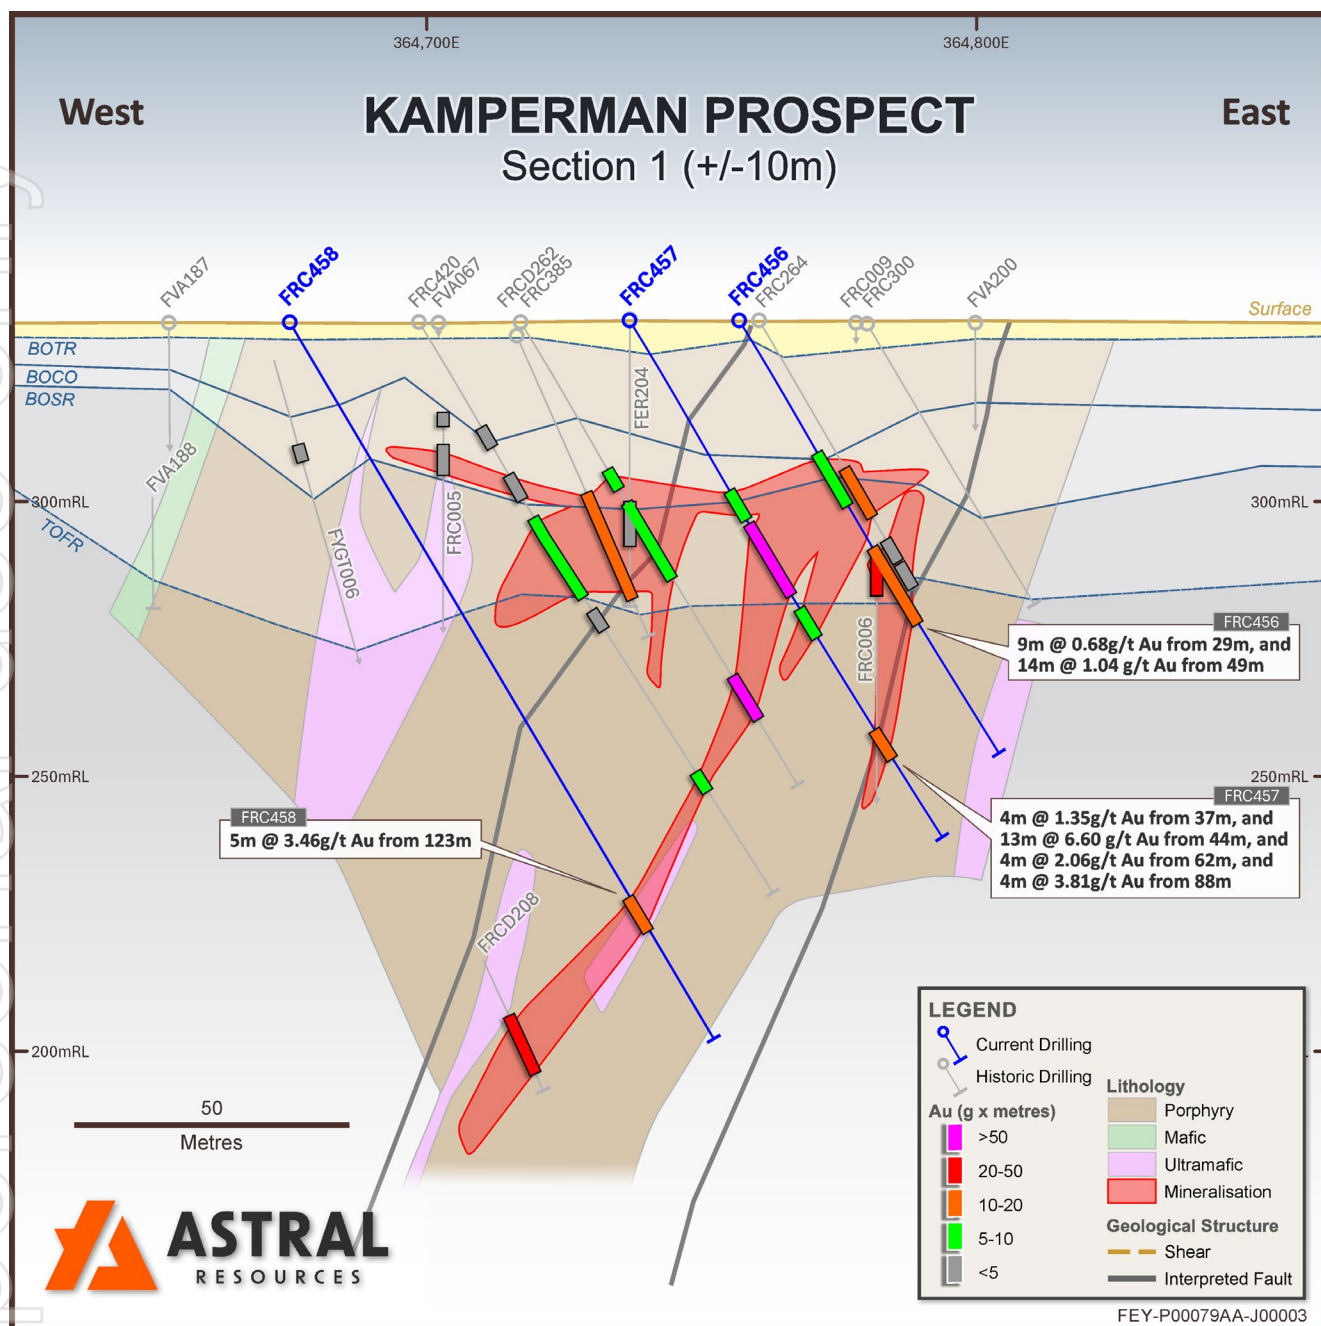 364,700E
364,800E
West
KAMPERMAN PROSPECT
East
Section 1 (+/-10m)
FVA187
FRC458
FRC420
FVA067
FRCD262
FRC385
FRC457
FRC456
FRC264
FRC009
FRC300
FVA200
Surface
BOTR
BOCO
BOSR
FER204
FVA188
300mRL
300mRL
TOFR
FRC005
FYGT006
FRC006
FRC456
9m @ 0.68g/t Au from 29m, and
14m @ 1.04 g/t Au from 49m
250mRL
250mRL
FRC457
4m @ 1.35g/t Au from 37m, and
13m @ 6.60 g/t Au from 44m, and
4m @ 2.06g/t Au from 62m, and
4m @ 3.81g/t Au from 88m
FRC458
5m @ 3.46g/t Au from 123m
FRCD208
200mRL
50
Metres
LEGEND
Current Drilling
Historic Drilling
Au (g x metres)
>50
20-50
10-20
5-10
<5
Lithology
Porphyry
Mafic
Ultramafic
Mineralisation
Geological Structure
Shear
Interpreted Fault
ASTRAL
RESOURCES
FEY-P00079AA-J00003